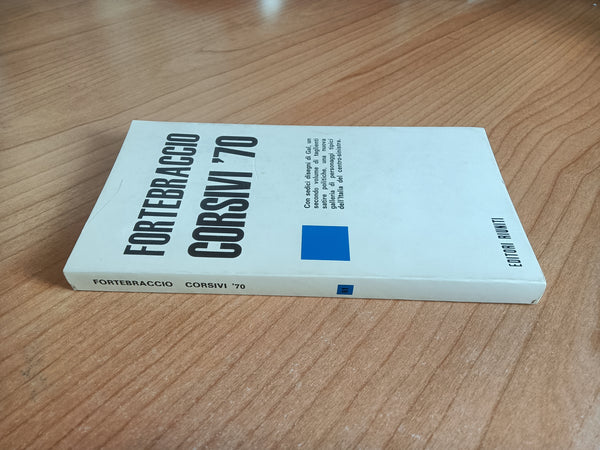 FORTEBRACCIO
CORSIVI '70
Con sedici disegni di Gal, un
secondo volume di taglienti
satire politiche, una nuova
galleria di personaggi tipici
dell'Italia del centro-sinistra.
EDITORI RIUNITI
FORTEBRACCIO CORSIVI '70